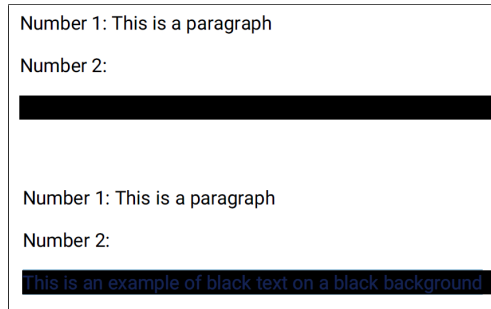 Number 1: This is a paragraph
Number 2:
Number 1: This is a paragraph
Number 2:
This is an example of black text on a black background